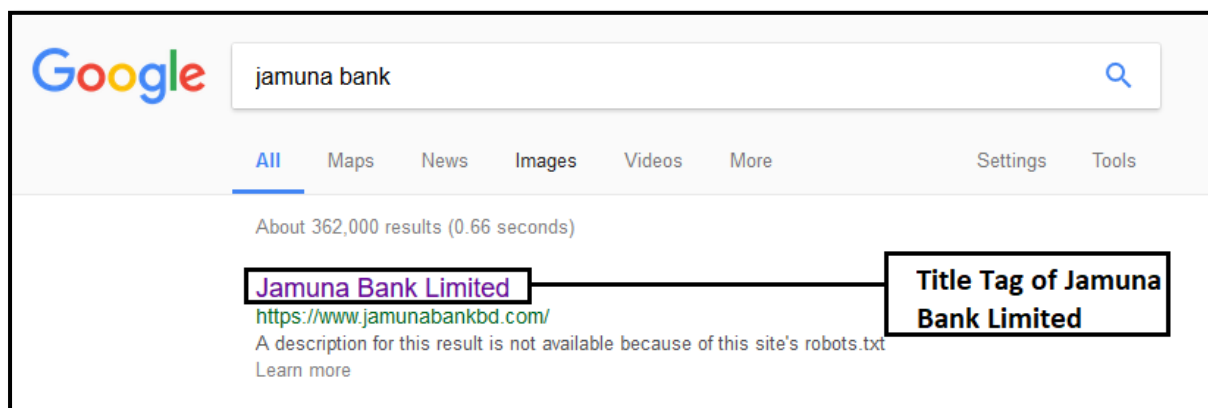 Google jamuna bank
All Maps News Images Videos More Settings Tools
About 362,000 results (0.66 seconds)
Jamuna Bank Limited
https://www.jamunabankbd.com/
A description for this result is not available because of this site's robots.txt
Learn more
Title Tag of Jamuna
Bank Limited